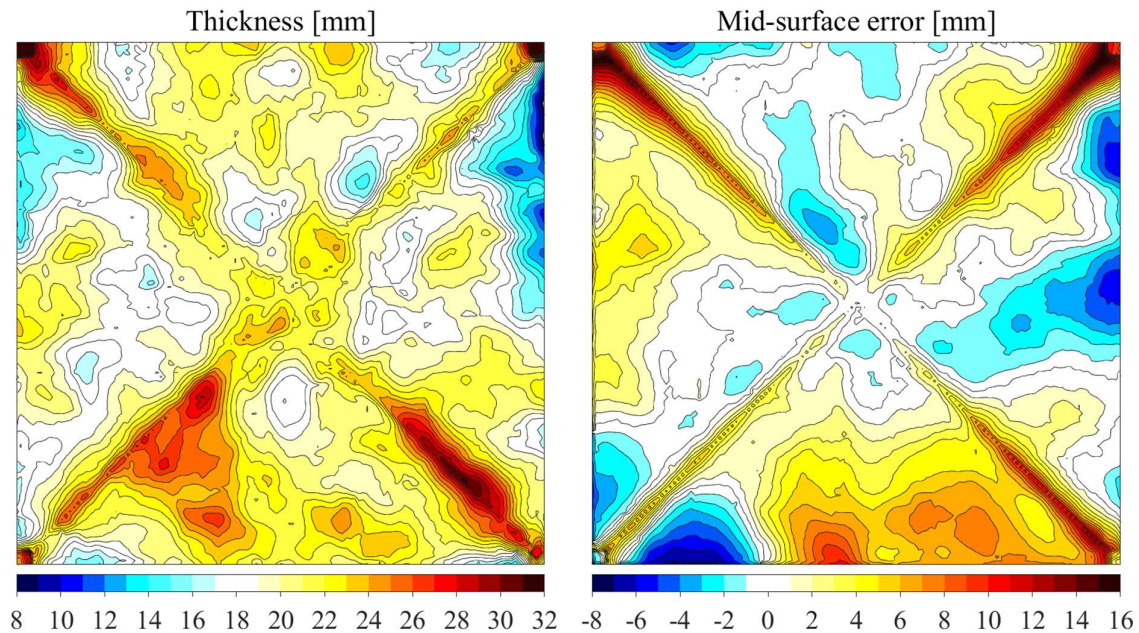 Thickness [mm]
Mid-surface error [mm]
8 10 12 14 16 18 20 22 24 26 28 30 32
-8 -6 -4 -2 0 2 4 6 8 10 12 14 16